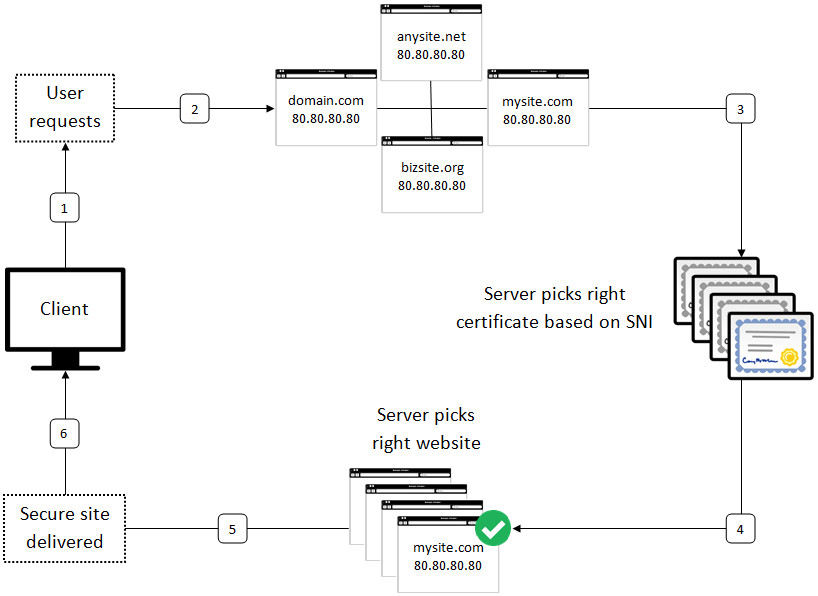 anysite.net
80.80.80.80
User
requests
2
domain.com
80.80.80.80
mysite.com
80.80.80.80
3
bizsite.org
80.80.80.80
1
Client
Server picks right
certificate based on SNI
Server picks
right website
6
Secure site
delivered
5
mysite.com
80.80.80.80
4